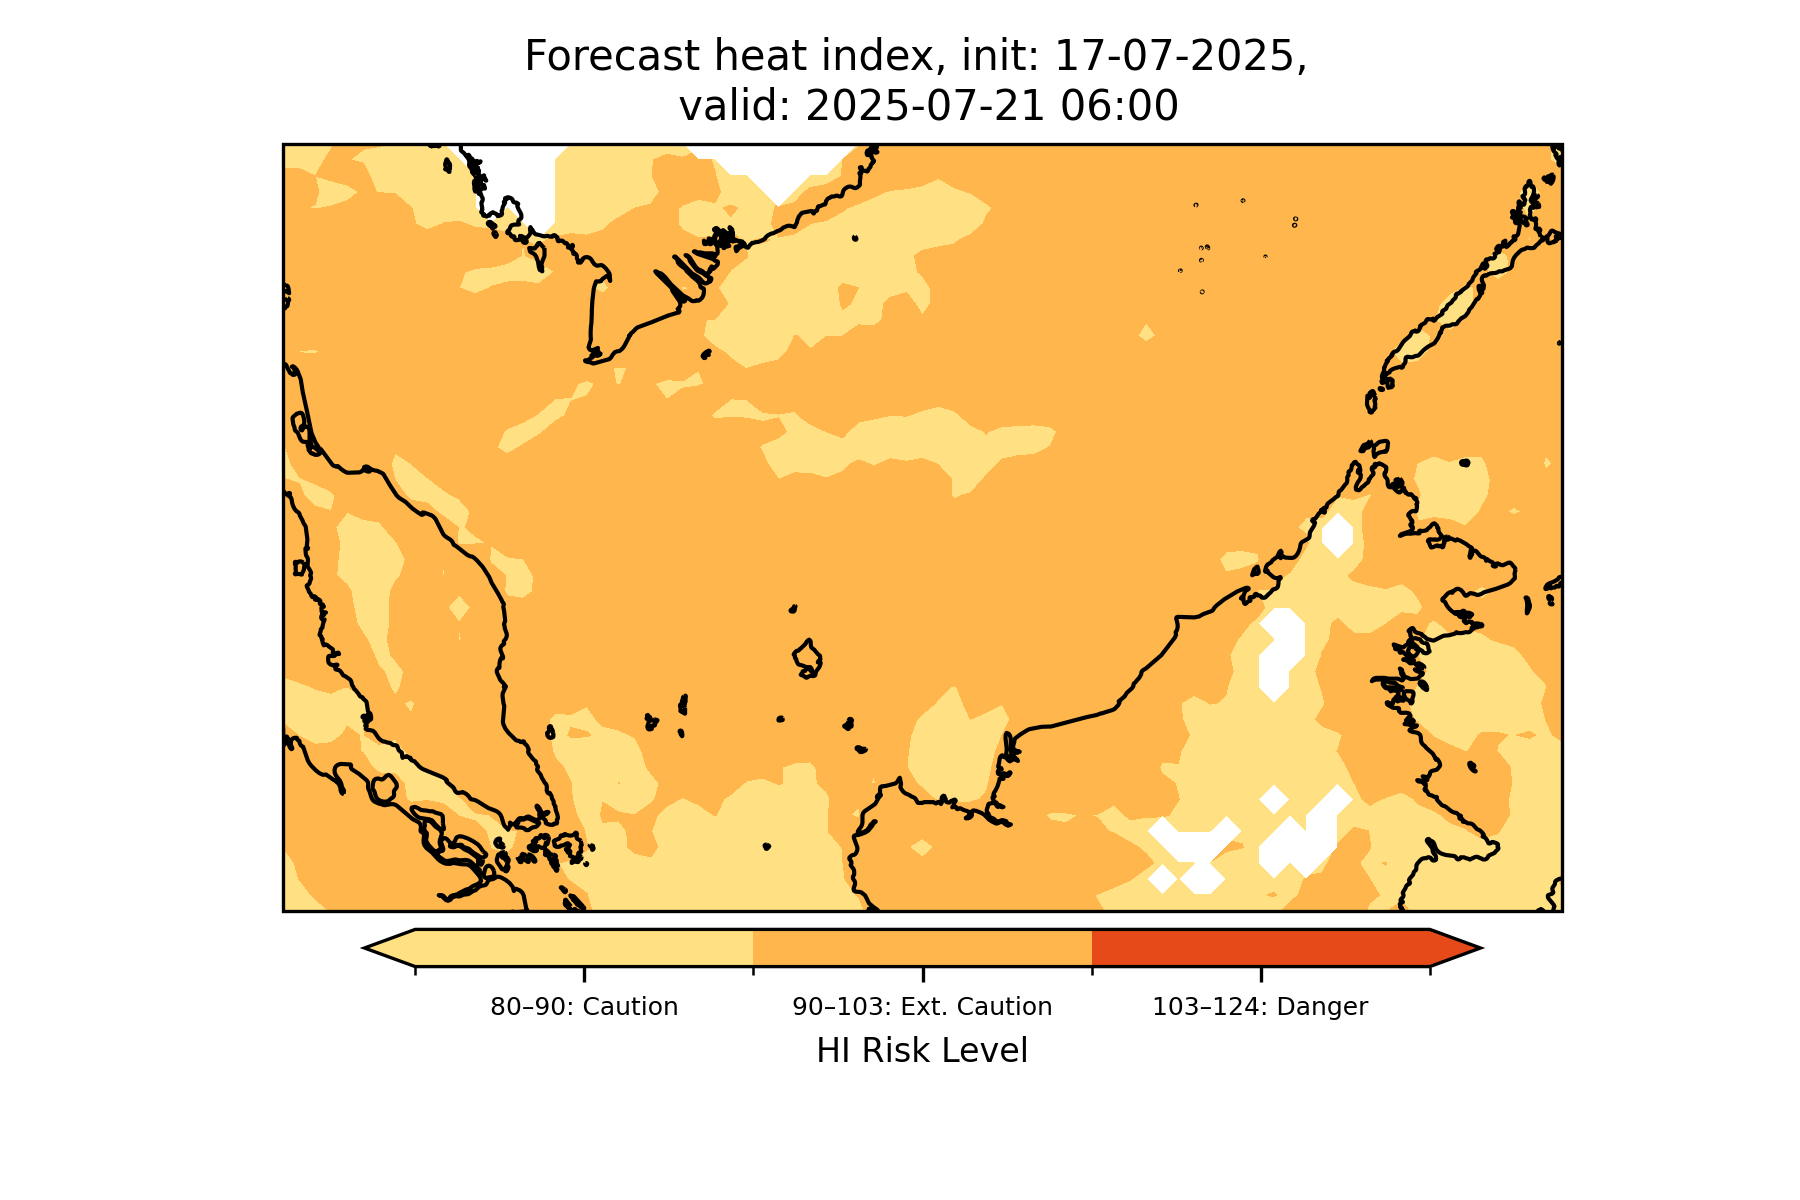 Forecast heat index, init: 17-07-2025,
valid: 2025-07-21 06:00
80–90: Caution
90–103: Ext. Caution
103–124: Danger
HI Risk Level